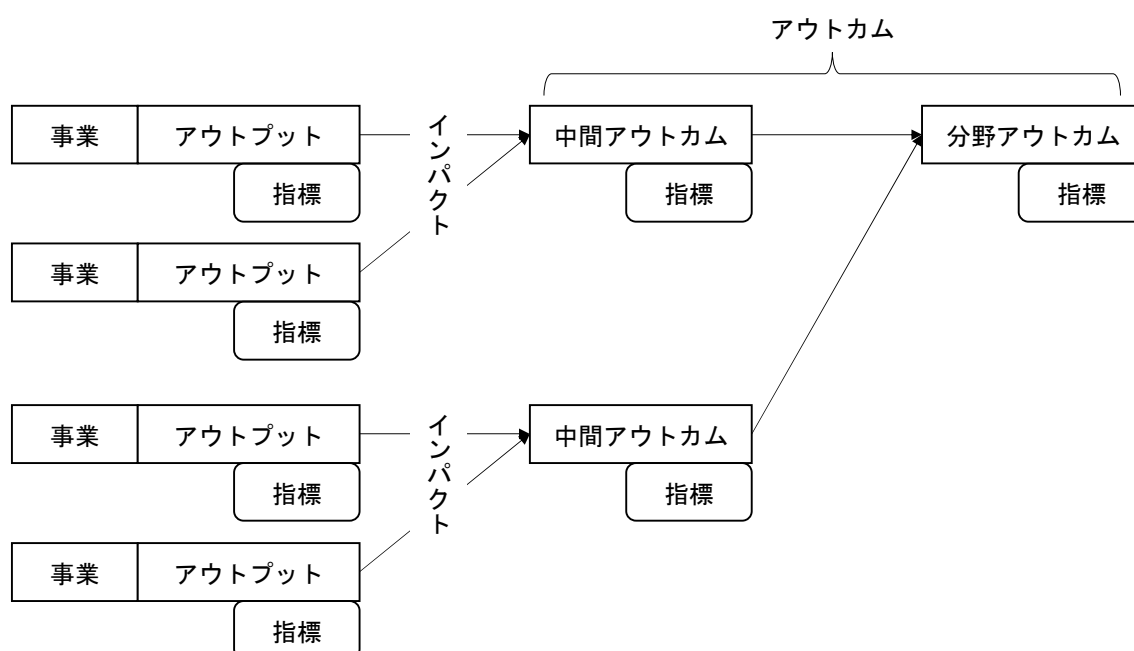 アウトカム
事業 アウトプット
インパクト
中間アウトカム
分野アウトカム
指標
指標
指標
事業 アウトプット
指標
事業 アウトプット
インパクト
中間アウトカム
指標
指標
事業 アウトプット
指標